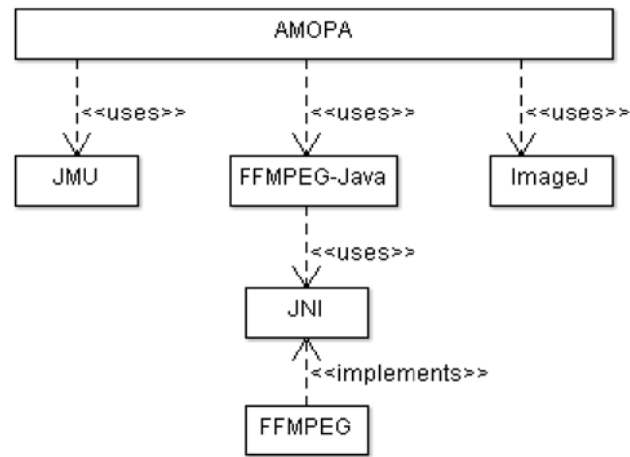 AMOPA
<<uses>>
<<uses>>
<<uses>>
JMU
FFMPEG-Java
ImageJ
<<uses>>
JNI
<<implements>>
FFMPEG